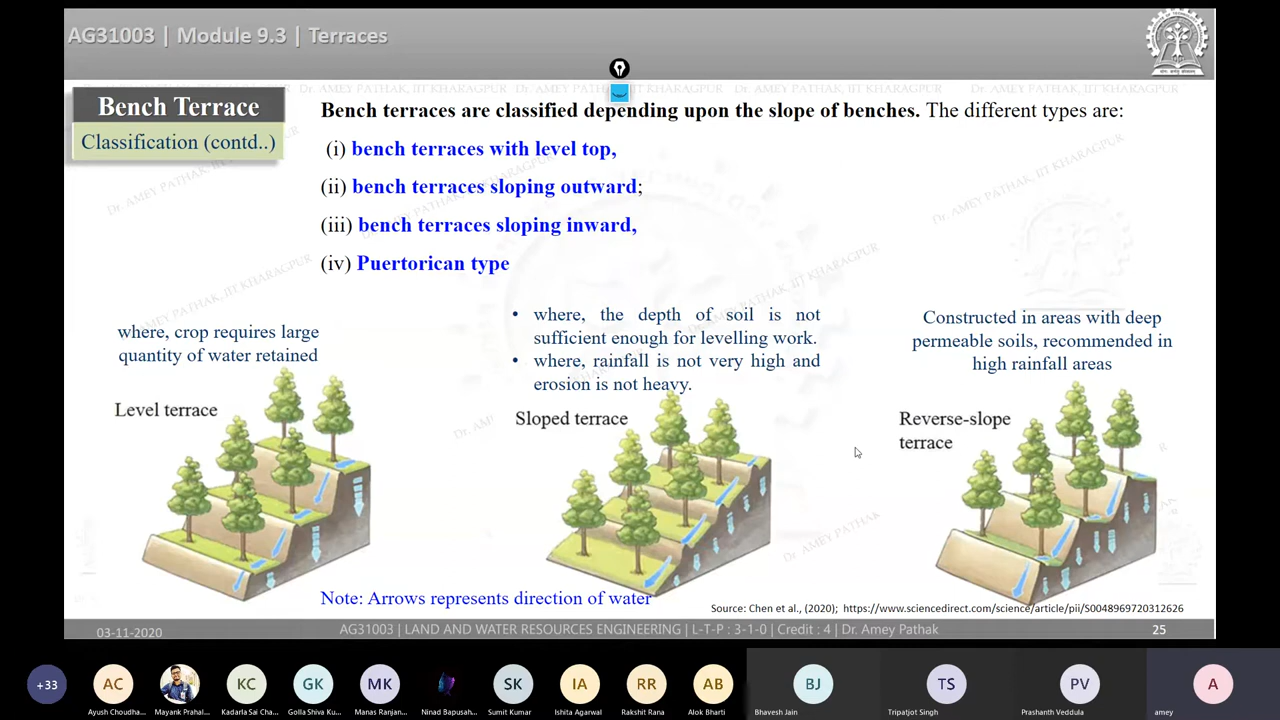 AG31003 | Module 9.3 | Terraces
Bench Terrace
Classification (contd..)
Bench terraces are classified depending upon the slope of benches. The different types are:
(i) bench terraces with level top,
(ii) bench terraces sloping outward;
(iii) bench terraces sloping inward,
(iv) Puertorican type
where, crop requires large
quantity of water retained
Level terrace
• where, the depth of soil is not
sufficient enough for levelling work.
• where, rainfall is not very high and
erosion is not heavy.
Sloped terrace
Constructed in areas with deep
permeable soils, recommended in
high rainfall areas
Reverse-slope
terrace
Note: Arrows represents direction of water
Source: Chen et al., (2020); https://www.sciencedirect.com/science/article/pii/S0048969720312626
03-11-2020
AG31003 | LAND AND WATER RESOURCES ENGINEERING | L-T-P : 3-1-0 | Credit : 4 | Dr. Amey Pathak
25
Dr. AMEY PATHAK, IIT KHARAGPUR
+33
AC
KC
GK
MK
SK
IA
RR
AB
BJ
TS
PV
A
Ayush Choudha...
Mayank Prahal...
Kadarla Sai Cha...
Golla Shiva Ku...
Manas Ranjan...
Ninad Bapusah...
Sumit Kumar
Ishita Agarwal
Rakshit Rana
Alok Bharti
Bhavesh Jain
Tripatjot Singh
Prashanth Veddula
amey